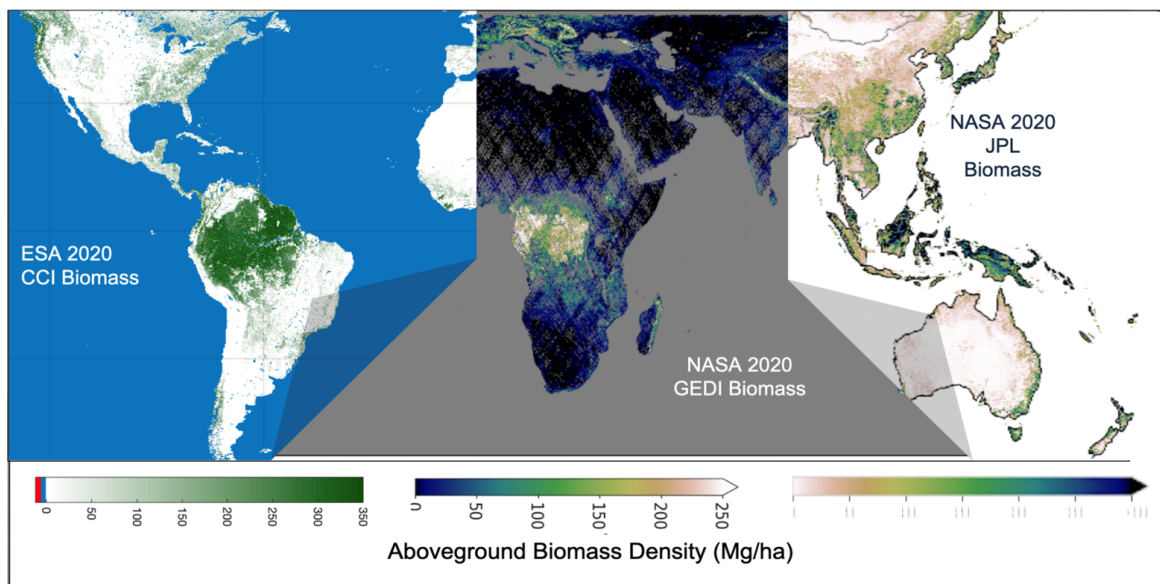 ESA 2020
CCI Biomass
NASA 2020
GEDI Biomass
NASA 2020
JPL
Biomass
0 50 100 150 200 250 300 350
0 50 100 150 200 250
Aboveground Biomass Density (Mg/ha)